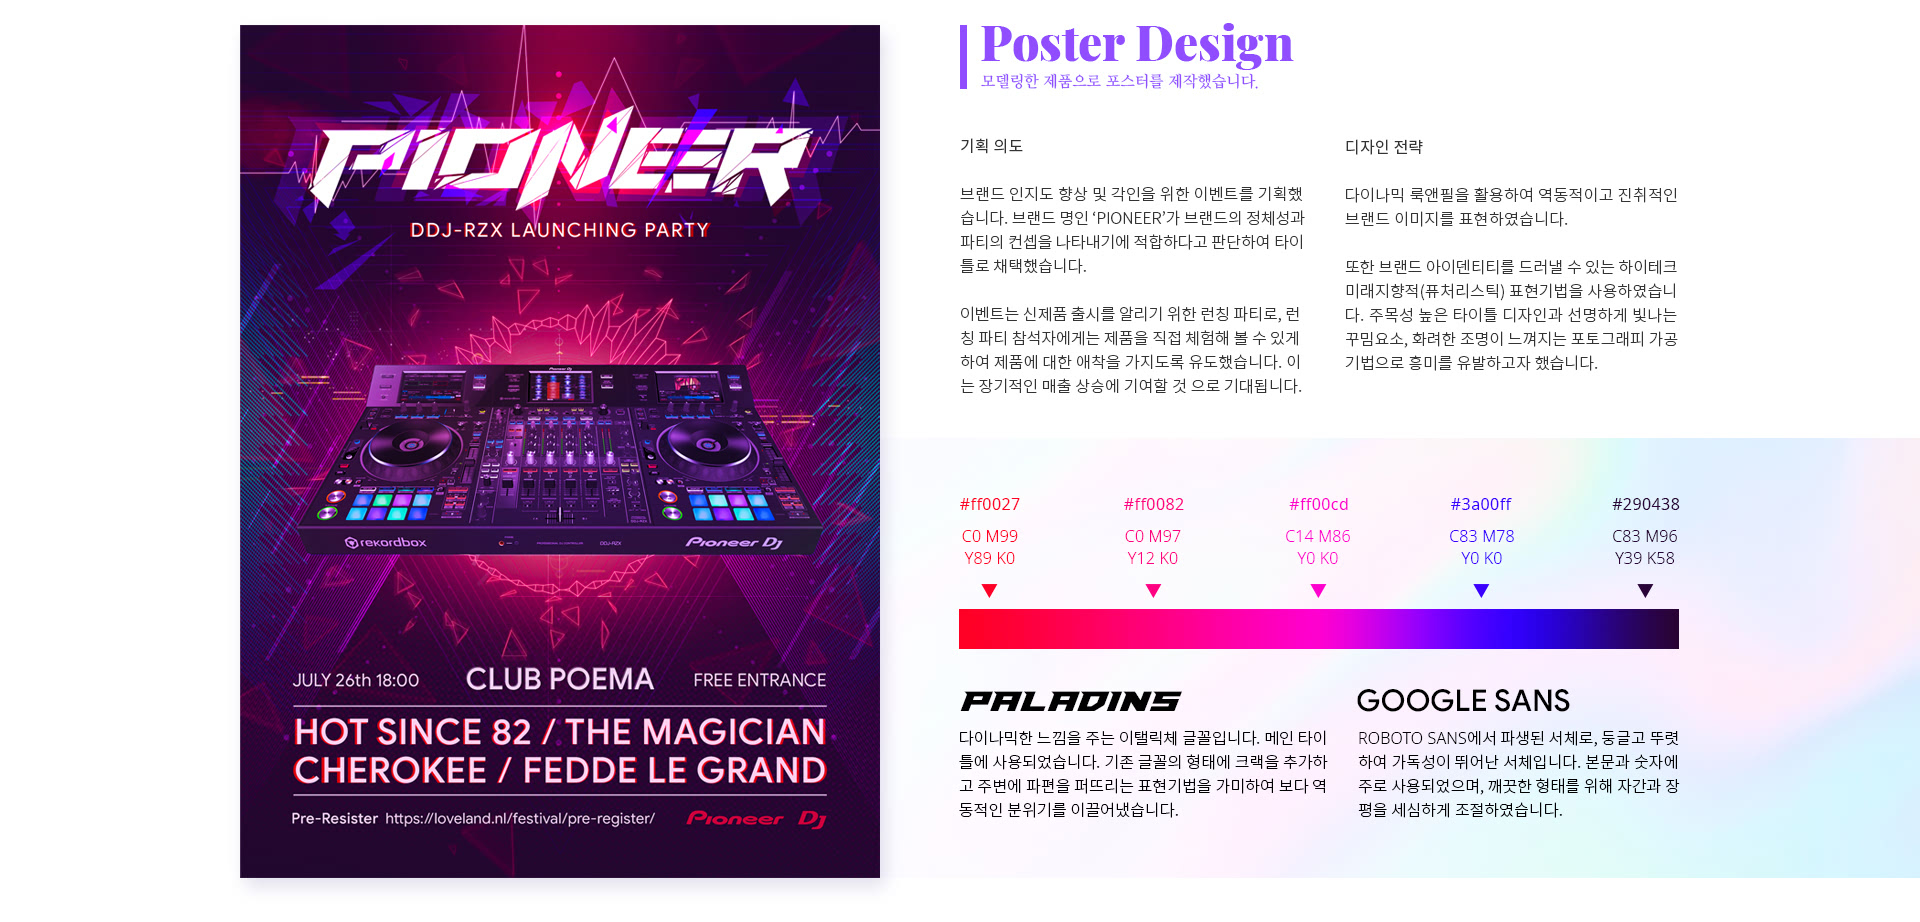 PIONEER
DDJ-RZX LAUNCHING PARTY
Pioneer Dj
rekordbox
DDJ-RZX
Pioneer Dj
JULY 26th 18:00
CLUB POEMA
FREE ENTRANCE
HOT SINCE 82 / THE MAGICIAN
CHEROKEE / FEDDE LE GRAND
Pre-Resister https://loveland.nl/festival/pre-register/
Pioneer Dj
Poster Design
모델링한 제품으로 포스터를 제작했습니다.
기획 의도
브랜드 인지도 향상 및 각인을 위한 이벤트를 기획했
습니다. 브랜드 명인 ‘PIONEER’가 브랜드의 정체성과
파티의 컨셉을 나타내기에 적합하다고 판단하여 타이
틀로 채택했습니다.
이벤트는 신제품 출시를 알리기 위한 런칭 파티로, 런
칭 파티 참석자에게는 제품을 직접 체험해 볼 수 있게
하여 제품에 대한 애착을 가지도록 유도했습니다. 이
는 장기적인 매출 상승에 기여할 것 으로 기대됩니다.
디자인 전략
다이나믹 룩앤필을 활용하여 역동적이고 진취적인
브랜드 이미지를 표현하였습니다.
또한 브랜드 아이덴티티를 드러낼 수 있는 하이테크
미래지향적(퓨처리스틱) 표현기법을 사용하였습니
다. 주목성 높은 타이틀 디자인과 선명하게 빛나는
꾸밈요소, 화려한 조명이 느껴지는 포토그래피 가공
기법으로 흥미를 유발하고자 했습니다.
#ff0027
C0 M99
Y89 K0
#ff0082
C0 M97
Y12 K0
#ff00cd
C14 M86
Y0 K0
#3a00ff
C83 M78
Y0 K0
#290438
C83 M96
Y39 K58
PALADINS
다이나믹한 느낌을 주는 이탤릭체 글꼴입니다. 메인 타이
틀에 사용되었습니다. 기존 글꼴의 형태에 크랙을 추가하
고 주변에 파편을 퍼뜨리는 표현기법을 가미하여 보다 역
동적인 분위기를 이끌어냈습니다.
GOOGLE SANS
ROBOTO SANS에서 파생된 서체로, 둥글고 뚜렷
하여 가독성이 뛰어난 서체입니다. 본문과 숫자에
주로 사용되었으며, 깨끗한 형태를 위해 자간과 장
평을 세심하게 조절하였습니다.